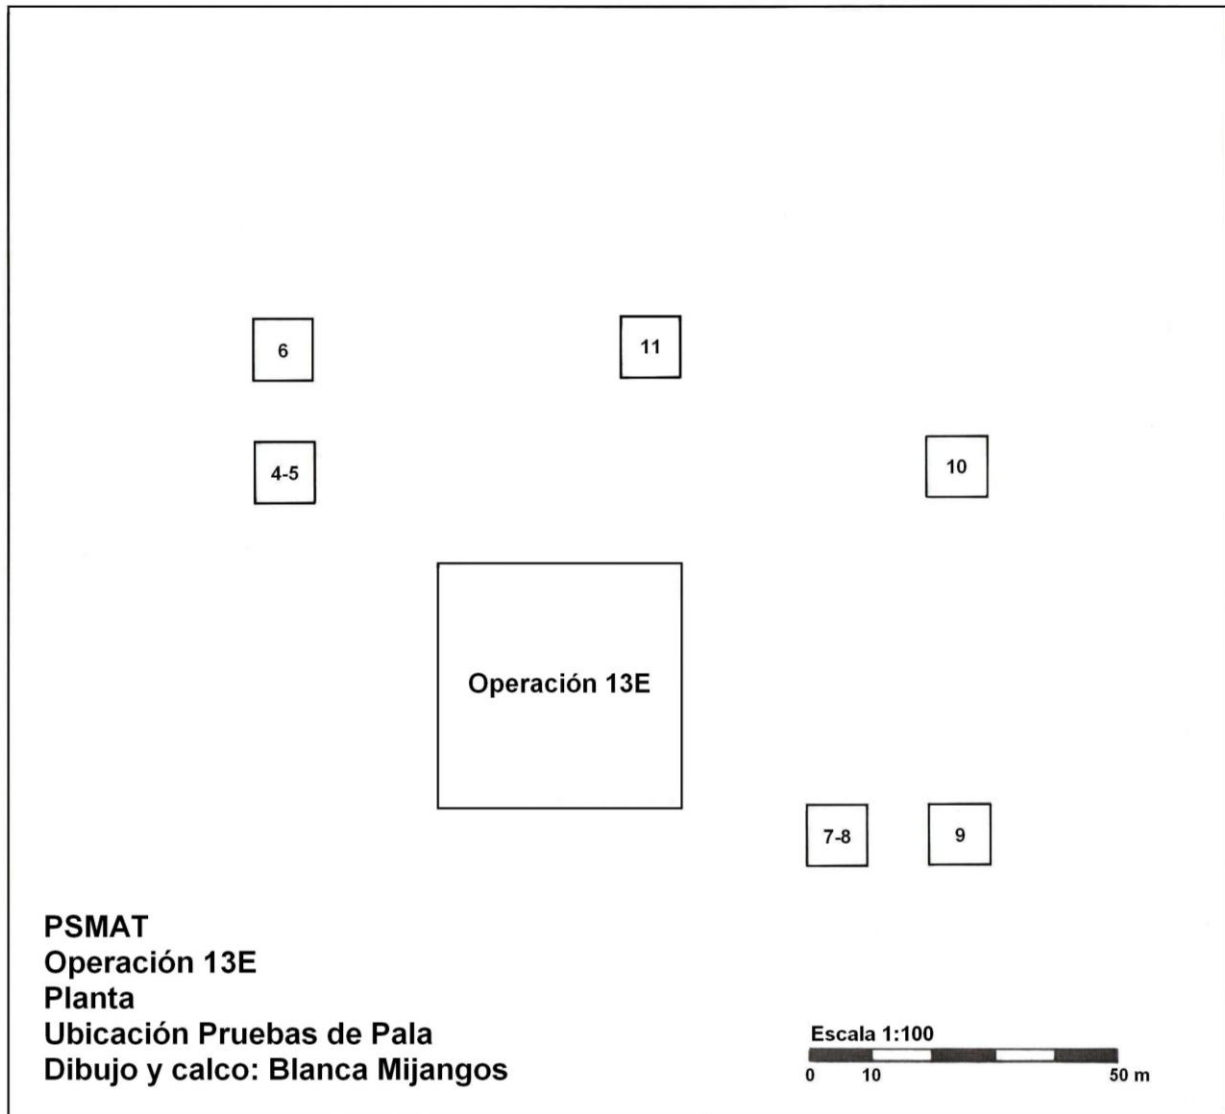 6
11
4-5
10
Operación 13E
7-8
9
PSMAT
Operación 13E
Planta
Ubicación Pruebas de Pala
Dibujo y calco: Blanca Mijangos
Escala 1:100
0 10 50 m